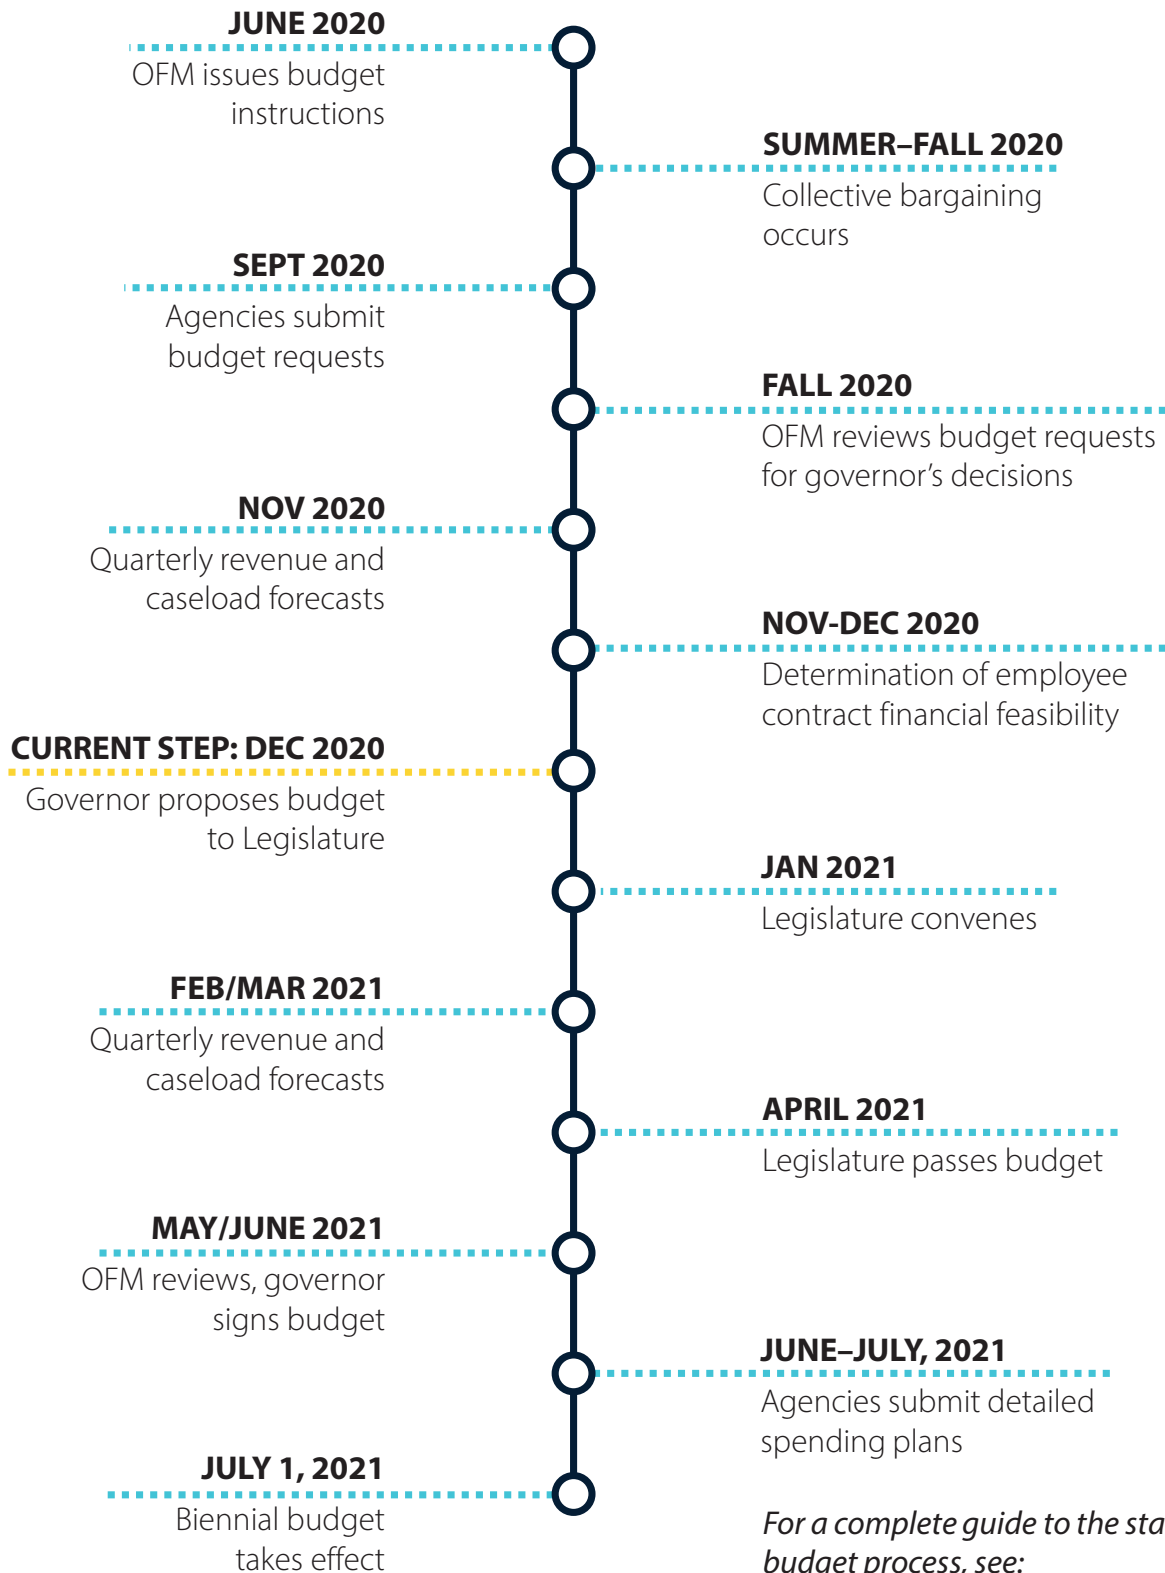 JUNE 2020
OFM issues budget
instructions
SUMMER–FALL 2020
Collective bargaining
occurs
SEPT 2020
Agencies submit
budget requests
FALL 2020
OFM reviews budget requests
for governor's decisions
NOV 2020
Quarterly revenue and
caseload forecasts
NOV-DEC 2020
Determination of employee
contract financial feasibility
CURRENT STEP: DEC 2020
Governor proposes budget
to Legislature
JAN 2021
Legislature convenes
FEB/MAR 2021
Quarterly revenue and
caseload forecasts
APRIL 2021
Legislature passes budget
MAY/JUNE 2021
OFM reviews, governor
signs budget
JUNE–JULY, 2021
Agencies submit detailed
spending plans
JULY 1, 2021
Biennial budget
takes effect
For a complete guide to the sta
budget process, see: